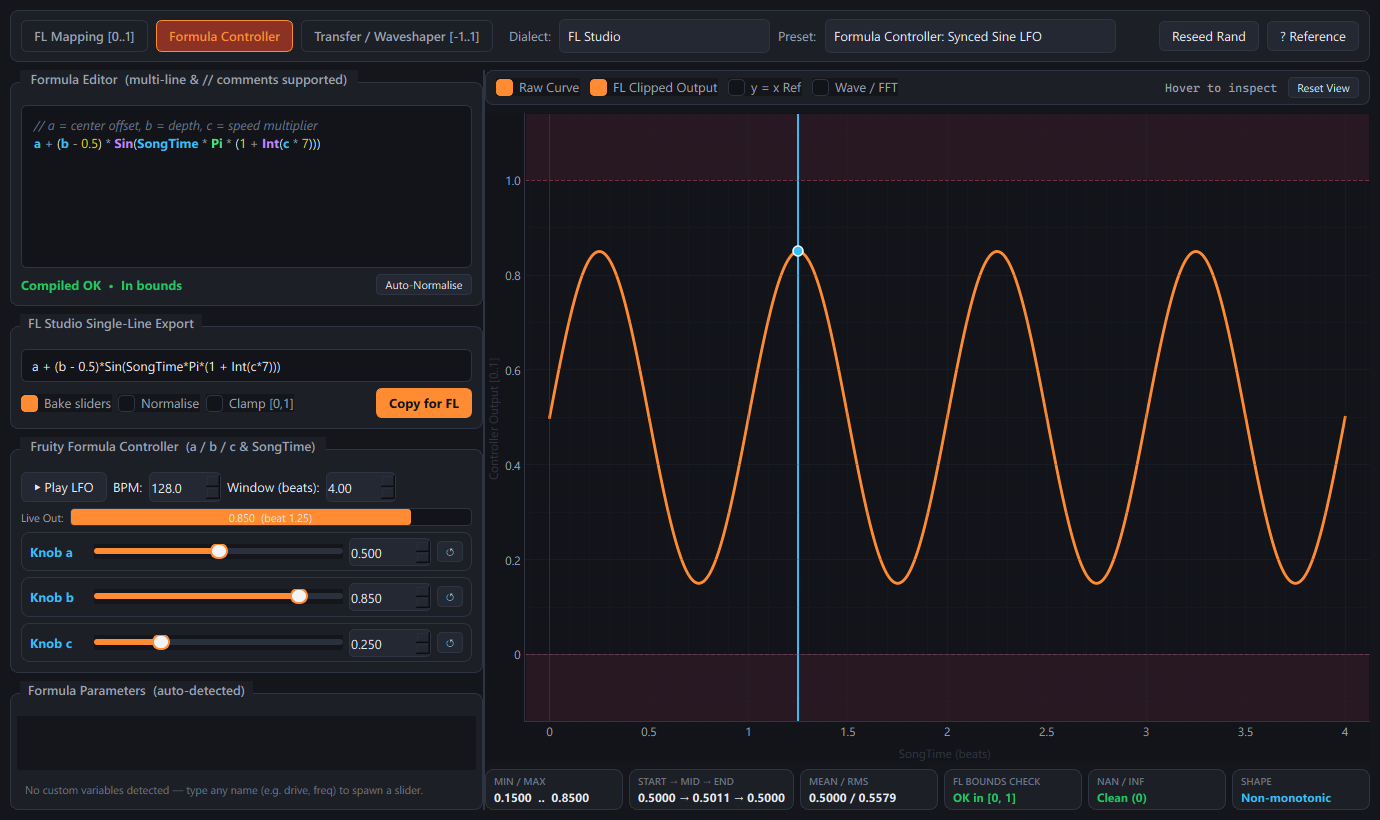 FL Mapping [0..1] Formula Controller Transfer / Waveshaper [-1..1] Dialect: FL Studio Preset: Formula Controller: Synced Sine LFO Reseed Rand ? Reference
Formula Editor (multi-line & // comments supported)
// a = center offset, b = depth, c = speed multiplier
a + (b - 0.5) * Sin(SongTime * Pi * (1 + Int(c * 7)))
Compiled OK • In bounds Auto-Normalise
FL Studio Single-Line Export
a + (b - 0.5)*Sin(SongTime*Pi*(1 + Int(c*7)))
Bake sliders Normalise Clamp [0,1] Copy for FL
Fruity Formula Controller (a / b / c & SongTime)
Play LFO BPM: 128.0 Window (beats): 4.00
Live Out: 0.850 (beat 1.25)
Knob a 0.500
Knob b 0.850
Knob c 0.250
Formula Parameters (auto-detected)
No custom variables detected — type any name (e.g. drive, freq) to spawn a slider.
Raw Curve FL Clipped Output y = x Ref Wave / FFT Hover to inspect Reset View
Controller Output [0..1]
1.0
0.8
0.6
0.4
0.2
0
0 0.5 1 1.5 2 2.5 3 3.5 4
SongTime (beats)
MIN / MAX
0.1500 .. 0.8500
START → MID → END
0.5000 → 0.5011 → 0.5000
MEAN / RMS
0.5000 / 0.5579
FL BOUNDS CHECK
OK in [0, 1]
NAN / INF
Clean (0)
SHAPE
Non-monotonic